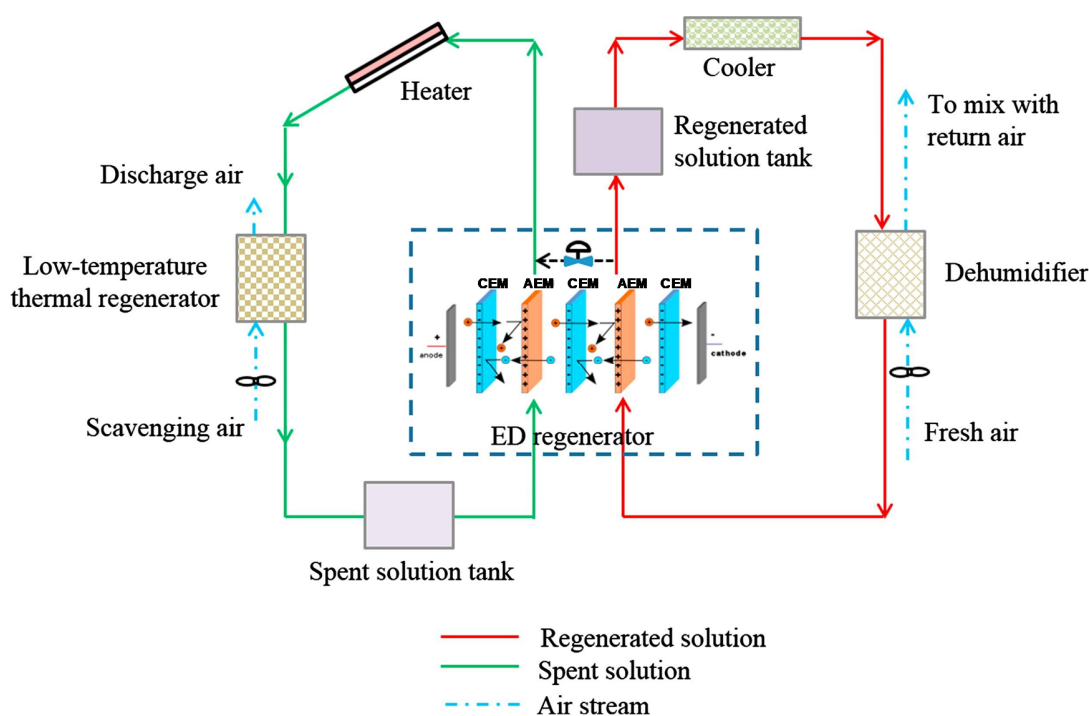 Heater
Cooler
To mix with
return air
Regenerated
solution tank
Discharge air
Low-temperature
thermal regenerator
Dehumidifier
CEM AEM CEM AEM CEM
+
anode
-
cathode
Scavenging air
ED regenerator
Fresh air
Spent solution tank
Regenerated solution
Spent solution
Air stream